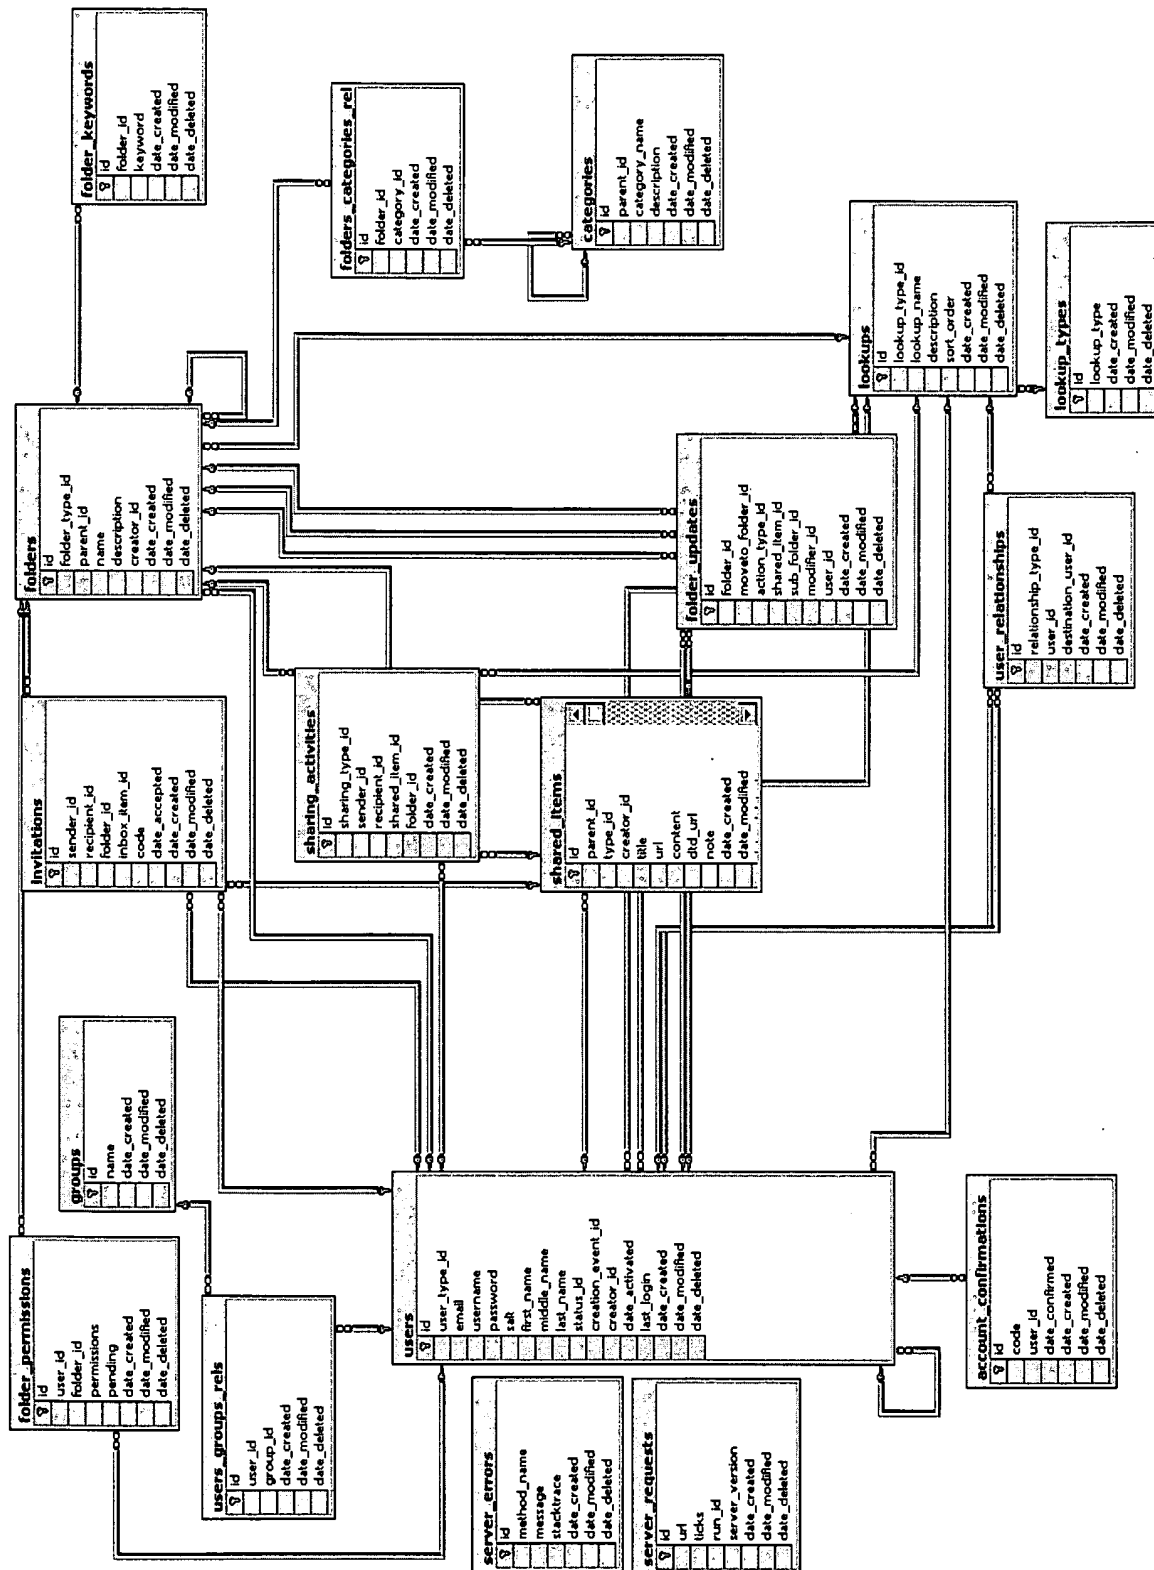 folder_permissions
id
user_id
folder_id
permissions
pending
date_created
date_modified
date_deleted
groups
id
name
date_created
date_modified
date_deleted
invitations
id
sender_id
recipient_id
folder_id
inbox_item_id
code
date_accepted
date_created
date_modified
date_deleted
folders
id
folder_type_id
parent_id
name
description
creator_id
date_created
date_modified
date_deleted
folder_keywords
id
folder_id
keyword
date_created
date_modified
date_deleted
users_groups_rels
id
user_id
group_id
date_created
date_modified
date_deleted
sharing_activities
id
sharing_type_id
sender_id
recipient_id
shared_item_id
folder_id
date_created
date_modified
date_deleted
folders_categories_rel
id
folder_id
category_id
date_created
date_modified
date_deleted
server_errors
id
method_name
message
stacktrace
date_created
date_modified
date_deleted
users
id
user_type_id
email
username
password
salt
first_name
middle_name
last_name
status_id
creation_event_id
creator_id
date_activated
last_login
date_created
date_modified
date_deleted
shared_items
id
parent_id
type_id
creator_id
title
url
content
dtd_url
note
date_created
date_modified
folder_updates
id
folder_id
moveto_folder_id
action_type_id
shared_item_id
sub_folder_id
modifier_id
user_id
date_created
date_modified
date_deleted
categories
id
parent_id
category_name
description
date_created
date_modified
date_deleted
server_requests
id
url
ticks
run_id
server_version
date_created
date_modified
date_deleted
lookups
id
lookup_type_id
lookup_name
description
sort_order
date_created
date_modified
date_deleted
account_confirmations
id
code
user_id
date_confirmed
date_created
date_modified
date_deleted
user_relationships
id
relationship_type_id
user_id
destination_user_id
date_created
date_modified
date_deleted
lookup_types
id
lookup_type
date_created
date_modified
date_deleted